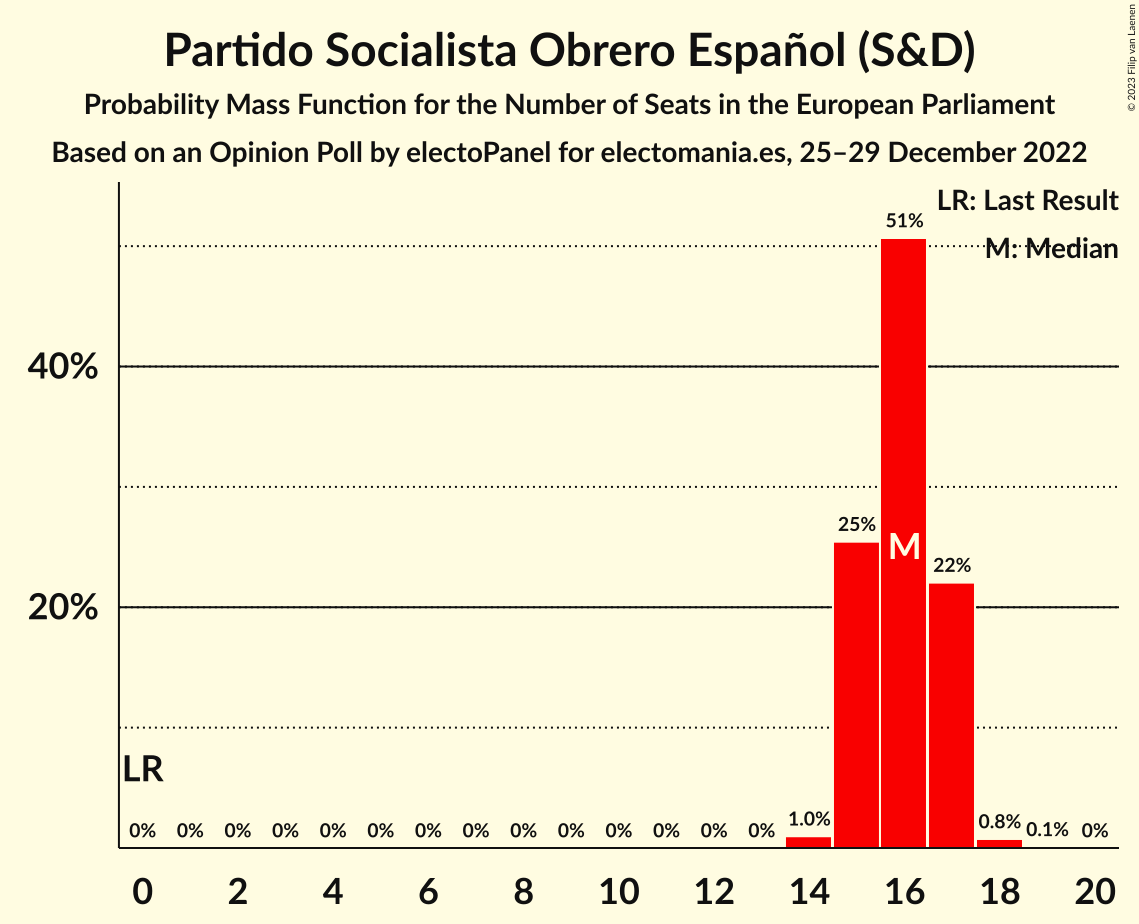 Partido Socialista Obrero Español (S&D)
Probability Mass Function for the Number of Seats in the European Parliament
Based on an Opinion Poll by electoPanel for electomania.es, 25–29 December 2022
© 2023 Filip van Laenen
LR: Last Result
M: Median
51%
40%
25%
M
22%
20%
LR
0% 0% 0% 0% 0% 0% 0% 0% 0% 0% 0% 0% 0% 0% 1.0% 0.8% 0.1% 0%
0 2 4 6 8 10 12 14 16 18 20